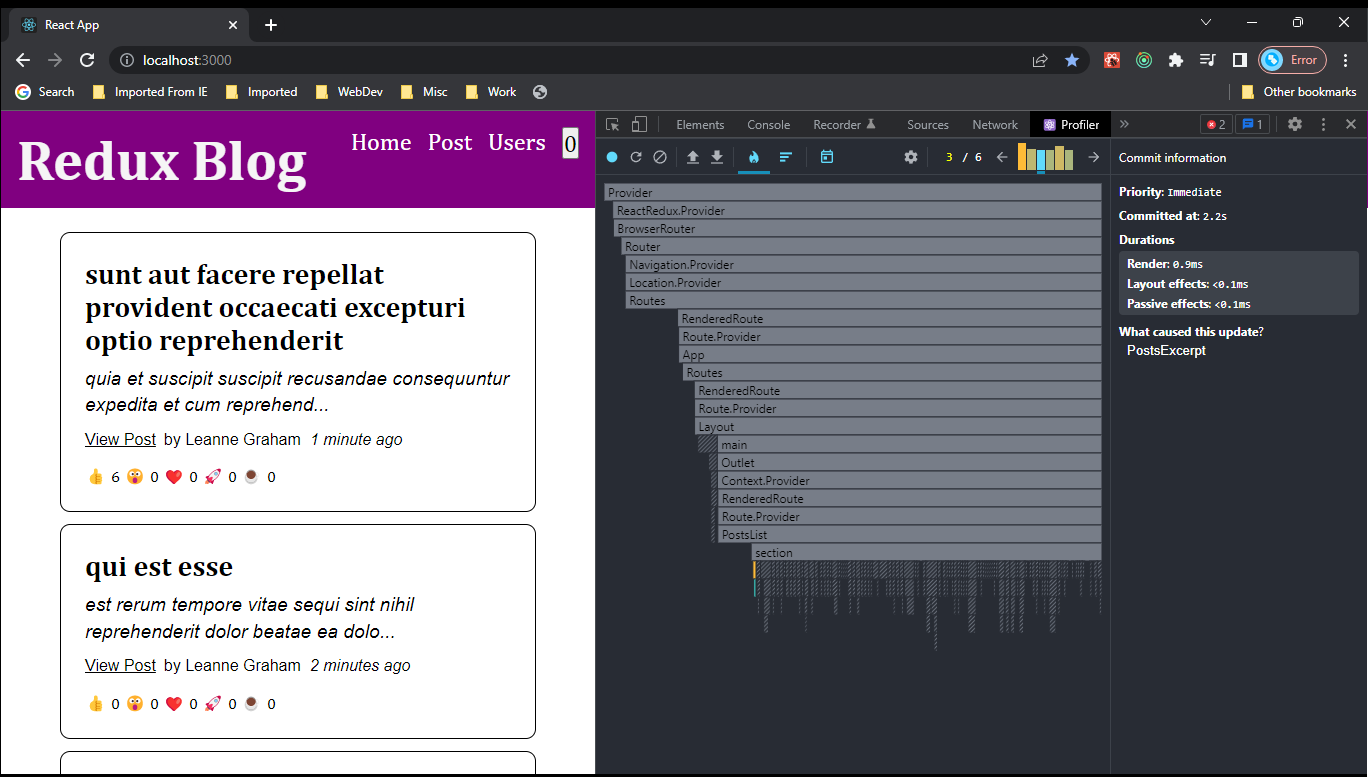 React App
localhost:3000
Error
Search Imported From IE Imported WebDev Misc Work Other bookmarks
Redux Blog
Home Post Users 0
sunt aut facere repellat
provident occaecati excepturi
optio reprehenderit
quia et suscipit suscipit recusandae consequuntur
expedita et cum reprehend...
View Post by Leanne Graham 1 minute ago
👍 6 😲 0 ❤️ 0 🚀 0 ☕ 0
qui est esse
est rerum tempore vitae sequi sint nihil
reprehenderit dolor beatae ea dolo...
View Post by Leanne Graham 2 minutes ago
👍 0 😲 0 ❤️ 0 🚀 0 ☕ 0
Elements Console Recorder Sources Network Profiler » 2 1
3 / 6
Provider
ReactRedux.Provider
BrowserRouter
Router
Navigation.Provider
Location.Provider
Routes
RenderedRoute
Route.Provider
App
Routes
RenderedRoute
Route.Provider
Layout
main
Outlet
Context.Provider
RenderedRoute
Route.Provider
PostsList
section
Commit information
Priority: Immediate
Committed at: 2.2s
Durations
Render: 0.9ms
Layout effects: <0.1ms
Passive effects: <0.1ms
What caused this update?
PostsExcerpt